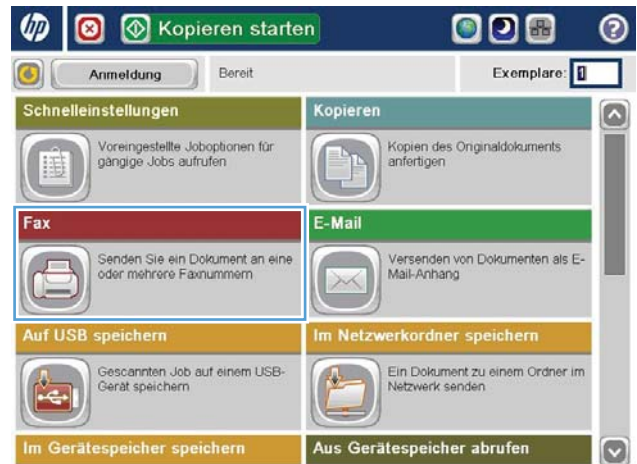 hp
Kopieren starten
?
Anmeldung
Bereit
Exemplare: 1
Schnelleinstellungen
Voreingestellte Joboptionen für
gängige Jobs aufrufen
Kopieren
Kopien des Originaldokuments
anfertigen
Fax
Senden Sie ein Dokument an eine
oder mehrere Faxnummern
E-Mail
Versenden von Dokumenten als E-
Mail-Anhang
Auf USB speichern
Gescannten Job auf einem USB-
Gerät speichern
Im Netzwerkordner speichern
Ein Dokument zu einem Ordner im
Netzwerk senden
Im Gerätespeicher speichern
Aus Gerätespeicher abrufen